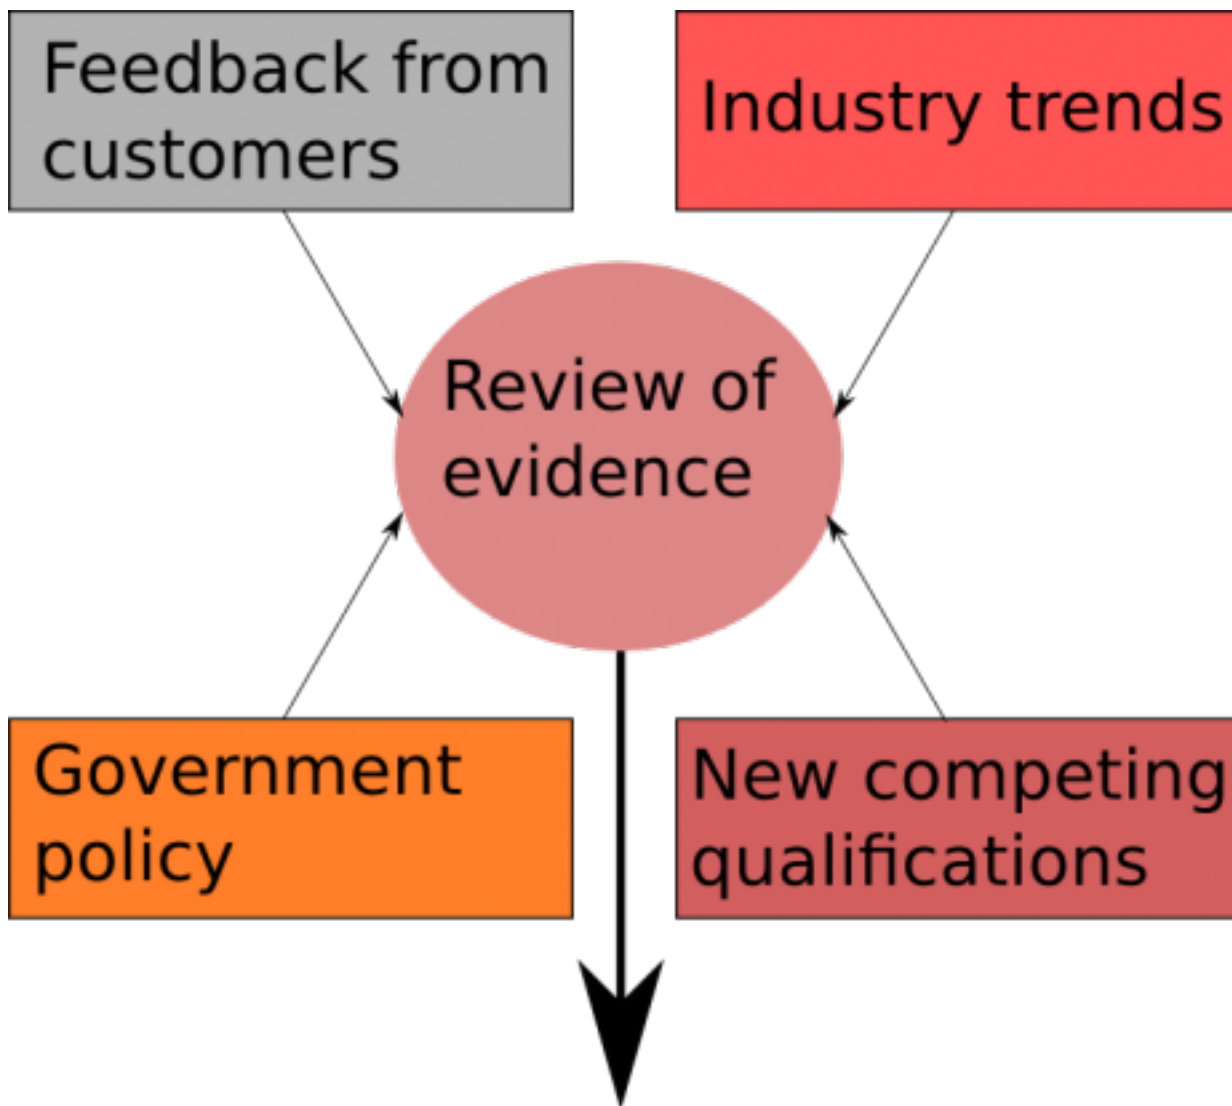 Feedback from
customers
Industry trends
Review of
evidence
Government
policy
New competing
qualifications